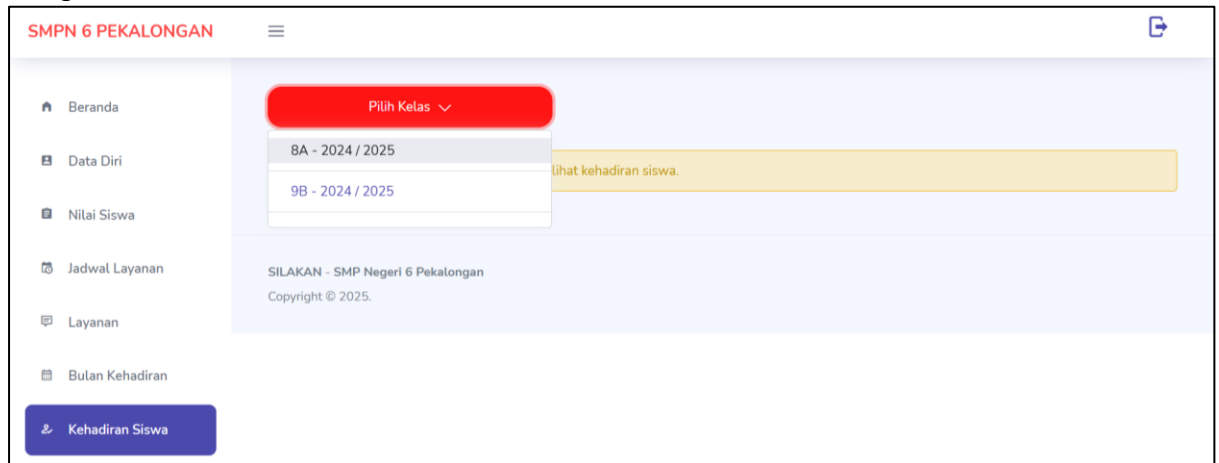 SMPN 6 PEKALONGAN
Beranda
Data Diri
Nilai Siswa
Jadwal Layanan
Layanan
Bulan Kehadiran
Kehadiran Siswa
Pilih Kelas
8A - 2024 / 2025
9B - 2024 / 2025
lihat kehadiran siswa.
SILAKAN - SMP Negeri 6 Pekalongan
Copyright © 2025.